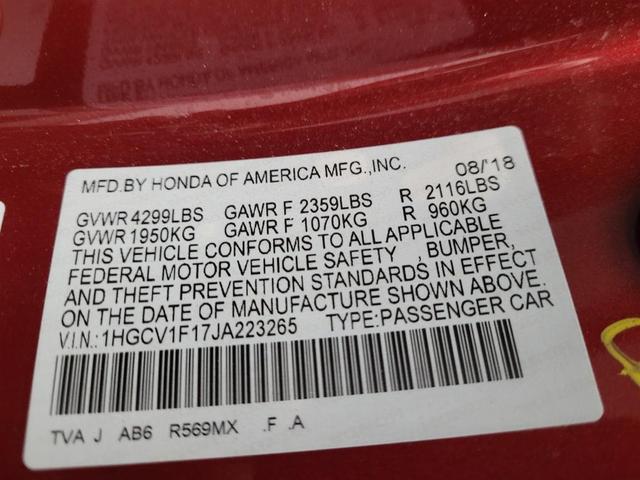 MFD.BY HONDA OF AMERICA MFG.,INC. 08/'18
GVWR 4299LBS GAWR F 2359LBS R 2116LBS
GVWR 1950KG GAWR F 1070KG R 960KG
THIS VEHICLE CONFORMS TO ALL APPLICABLE
FEDERAL MOTOR VEHICLE SAFETY , BUMPER,
AND THEFT PREVENTION STANDARDS IN EFFECT
ON THE DATE OF MANUFACTURE SHOWN ABOVE.
V.I.N.: 1HGCV1F17JA223265 TYPE:PASSENGER CAR
TVA J AB6 R569MX .F .A